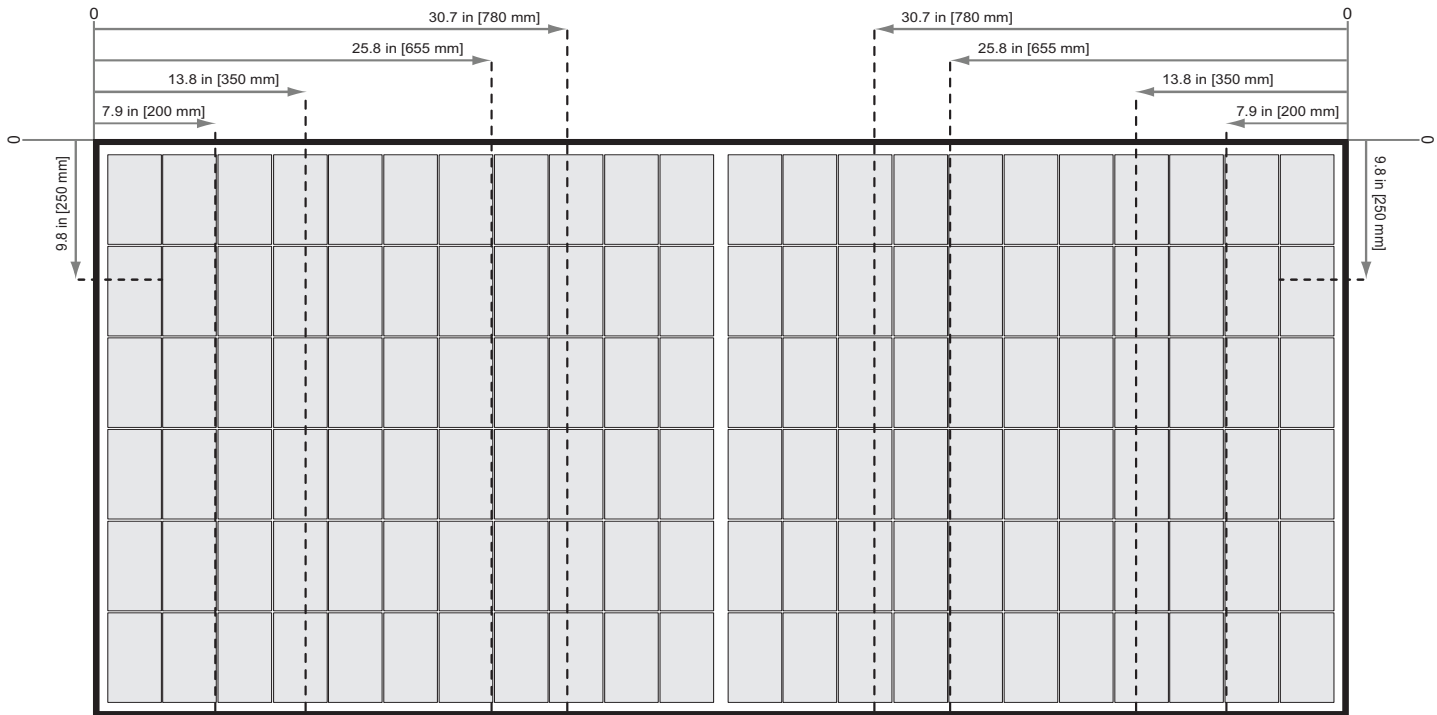 0 0
30.7 in [780 mm] 30.7 in [780 mm]
25.8 in [655 mm] 25.8 in [655 mm]
13.8 in [350 mm] 13.8 in [350 mm]
7.9 in [200 mm] 7.9 in [200 mm]
0 0
9.8 in [250 mm] 9.8 in [250 mm]